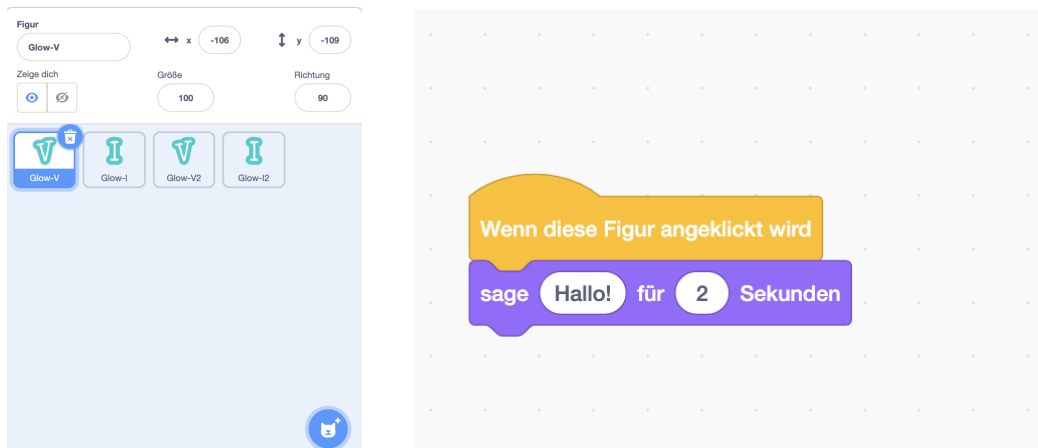 Figur
Glow-V
x -106
y -109
Zeige dich
Größe
Richtung
100
90
V
I
V
I
Glow-V
Glow-I
Glow-V2
Glow-I2
Wenn diese Figur angeklickt wird
sage Hallo! für 2 Sekunden